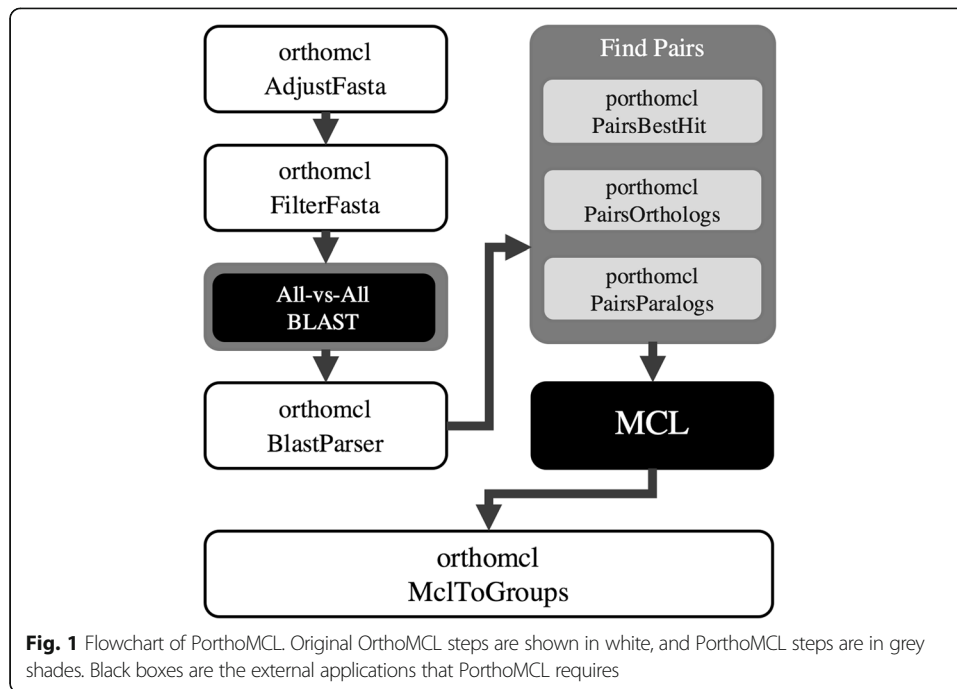 orthomcl
AdjustFasta
orthomcl
FilterFasta
All-vs-All
BLAST
orthomcl
BlastParser
Find Pairs
porthomcl
PairsBestHit
porthomcl
PairsOrthologs
porthomcl
PairsParalogs
MCL
orthomcl
MclToGroups
Fig. 1 Flowchart of PorthoMCL. Original OrthoMCL steps are shown in white, and PorthoMCL steps are in grey
shades. Black boxes are the external applications that PorthoMCL requires